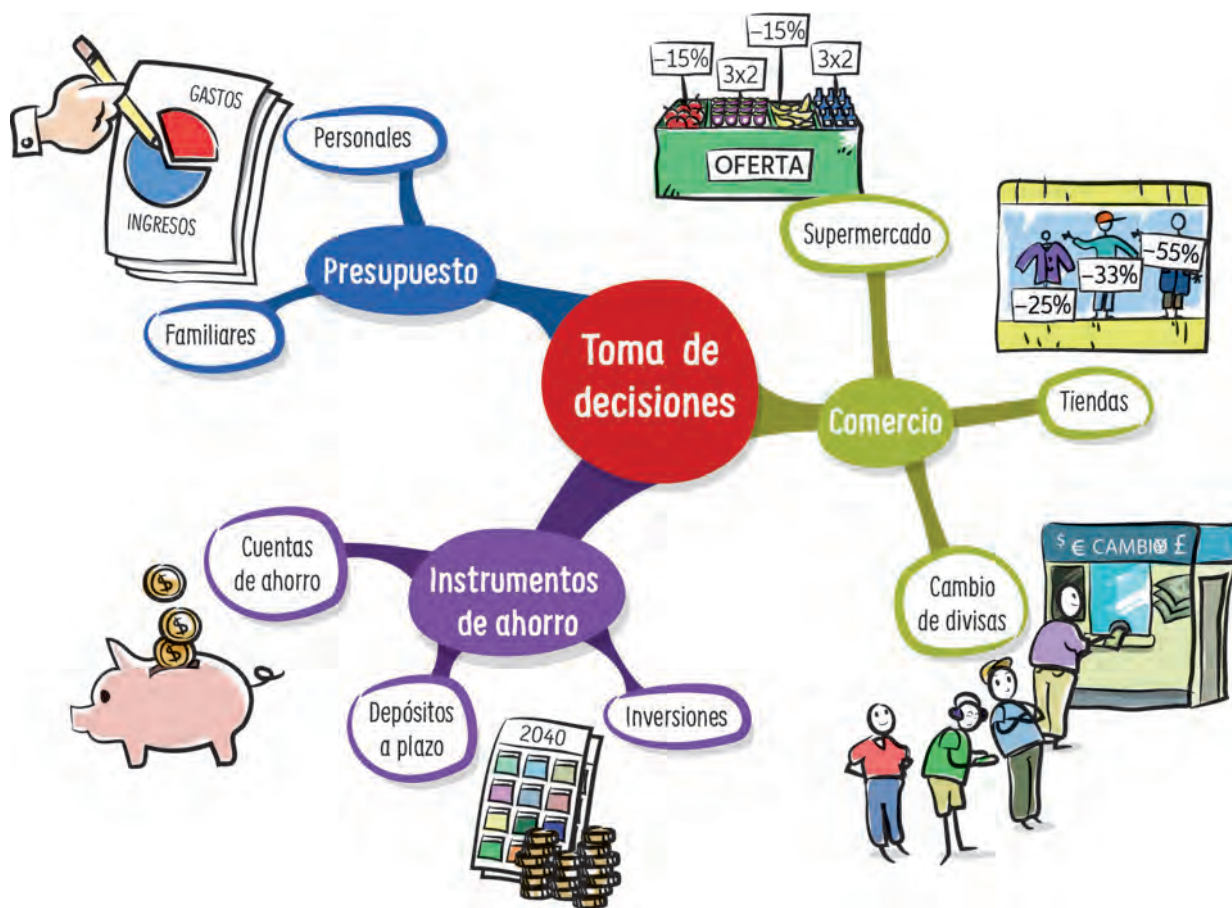 GASTOS
INGRESOS
Personales
Presupuesto
Familiares
–15%
3x2
–15%
3x2
OFERTA
Supermercado
–25%
–33%
–55%
Toma de
decisiones
Comercio
Tiendas
Cambio
de divisas
$ € CAMBIO £
Cuentas
de ahorro
Instrumentos
de ahorro
Depósitos
a plazo
Inversiones
2040
$
$
$